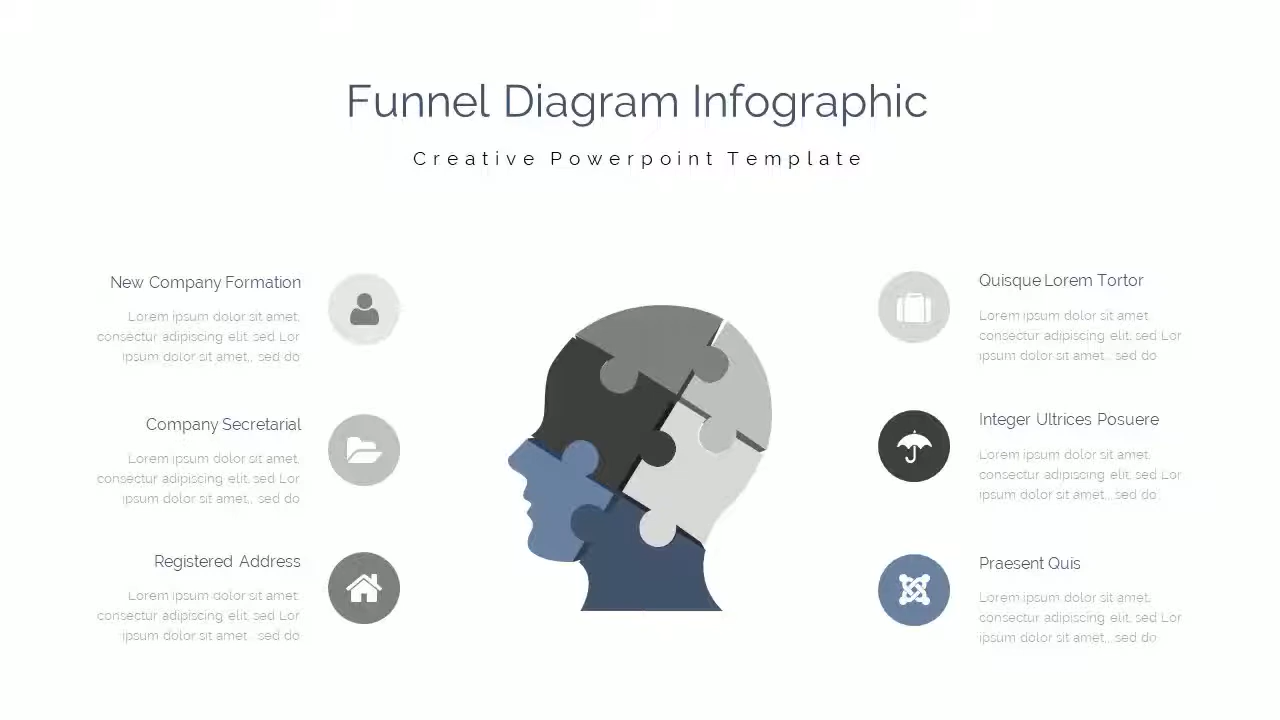 Funnel Diagram Infographic
Creative Powerpoint Template
New Company Formation
Lorem ipsum dolor sit amet,
consectur adipiscing elit, sed Lor
ipsum dolor sit amet,, sed do
Company Secretarial
Lorem ipsum dolor sit amet,
consectur adipiscing elit, sed Lor
ipsum dolor sit amet,, sed do
Registered Address
Lorem ipsum dolor sit amet,
consectur adipiscing elit, sed Lor
ipsum dolor sit amet,, sed do
Quisque Lorem Tortor
Lorem ipsum dolor sit amet,
consectur adipiscing elit, sed Lor
ipsum dolor sit amet,, sed do
Integer Ultrices Posuere
Lorem ipsum dolor sit amet,
consectur adipiscing elit, sed Lor
ipsum dolor sit amet,, sed do
Praesent Quis
Lorem ipsum dolor sit amet,
consectur adipiscing elit, sed Lor
ipsum dolor sit amet,, sed do